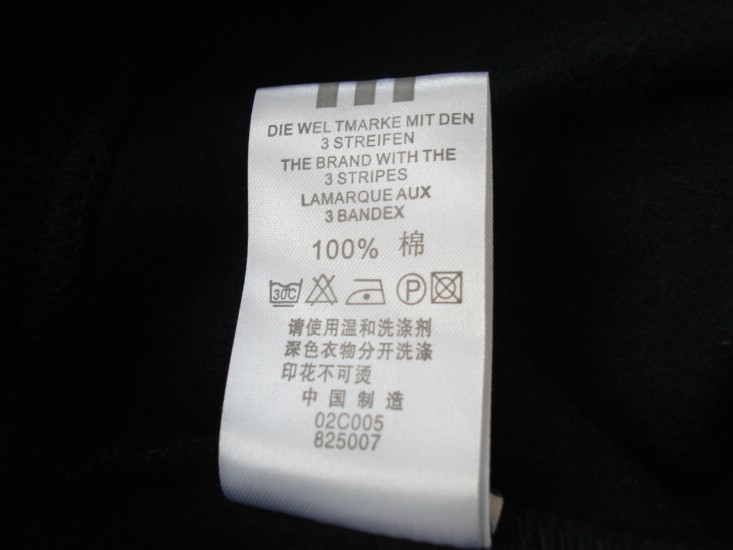 DIE WEL TMARKE MIT DEN
3 STREIFEN
THE BRAND WITH THE
3 STRIPES
LAMARQUE AUX
3 BANDEX
100% 棉
30C P
请使用温和洗涤剂
深色衣物分开洗涤
印花不可烫
中国制造
02C005
825007